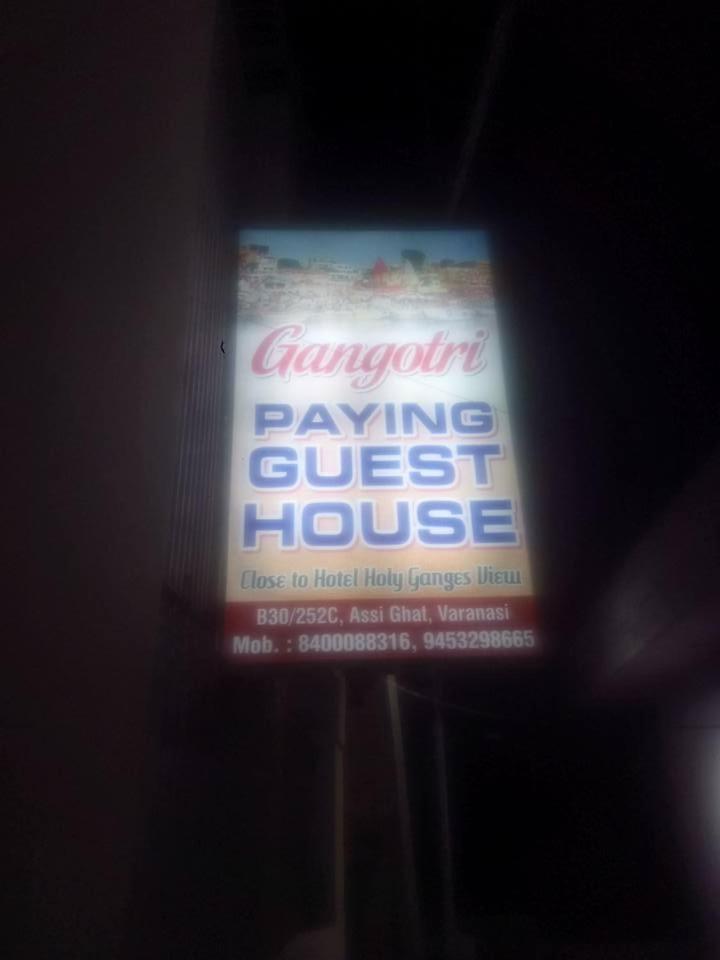 Gangotri
PAYING
GUEST
HOUSE
Close to Hotel Holy Ganges View
B30/252C, Assi Ghat, Varanasi
Mob. : 8400088316, 9453298665